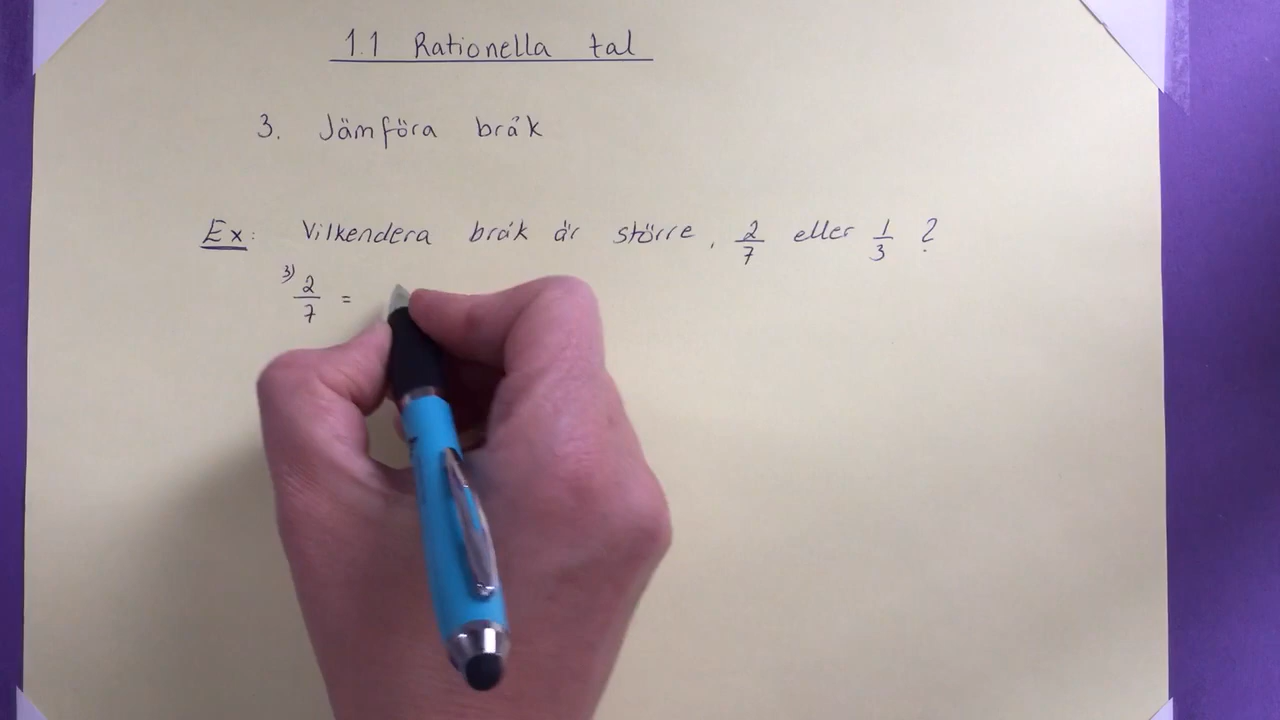 1.1 Rationella tal
3. Jämföra bråk
Ex: Vilkendera bråk är större, 2/7 eller 1/3 ?
3) 2/7 =